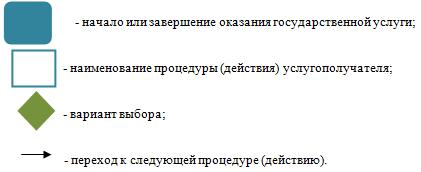 - начало или завершение оказания государственной услуги;
- наименование процедуры (действия) услугополучателя;
- вариант выбора;
- переход к следующей процедуре (действию).